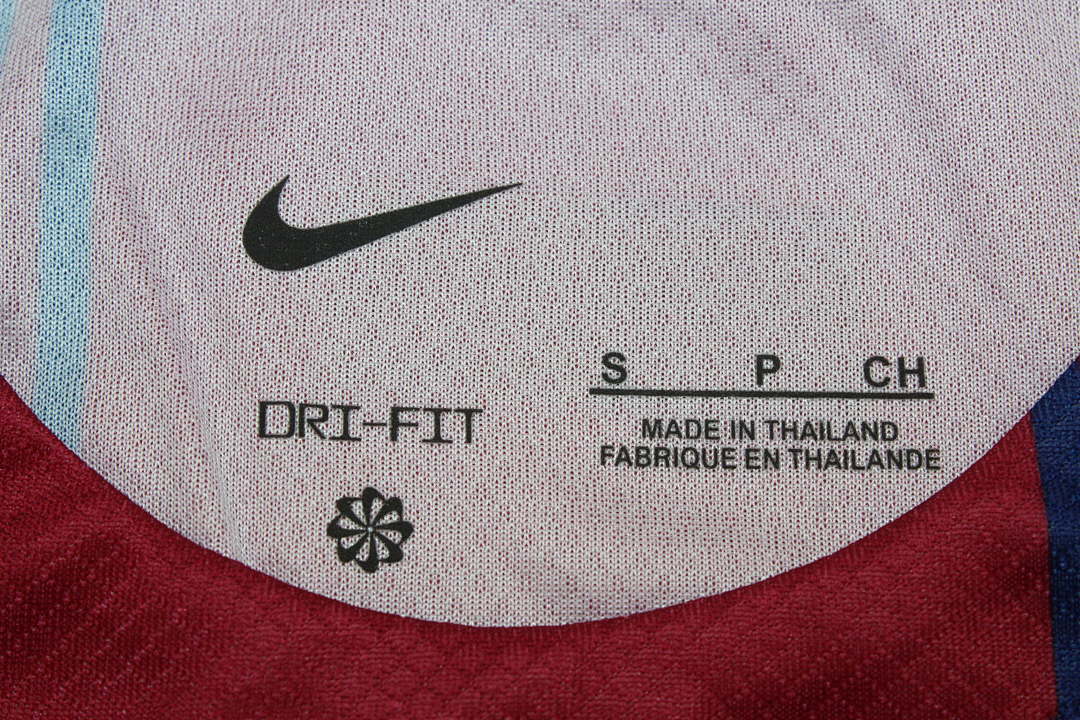 DRI-FIT
S P CH
MADE IN THAILAND
FABRIQUE EN THAILANDE